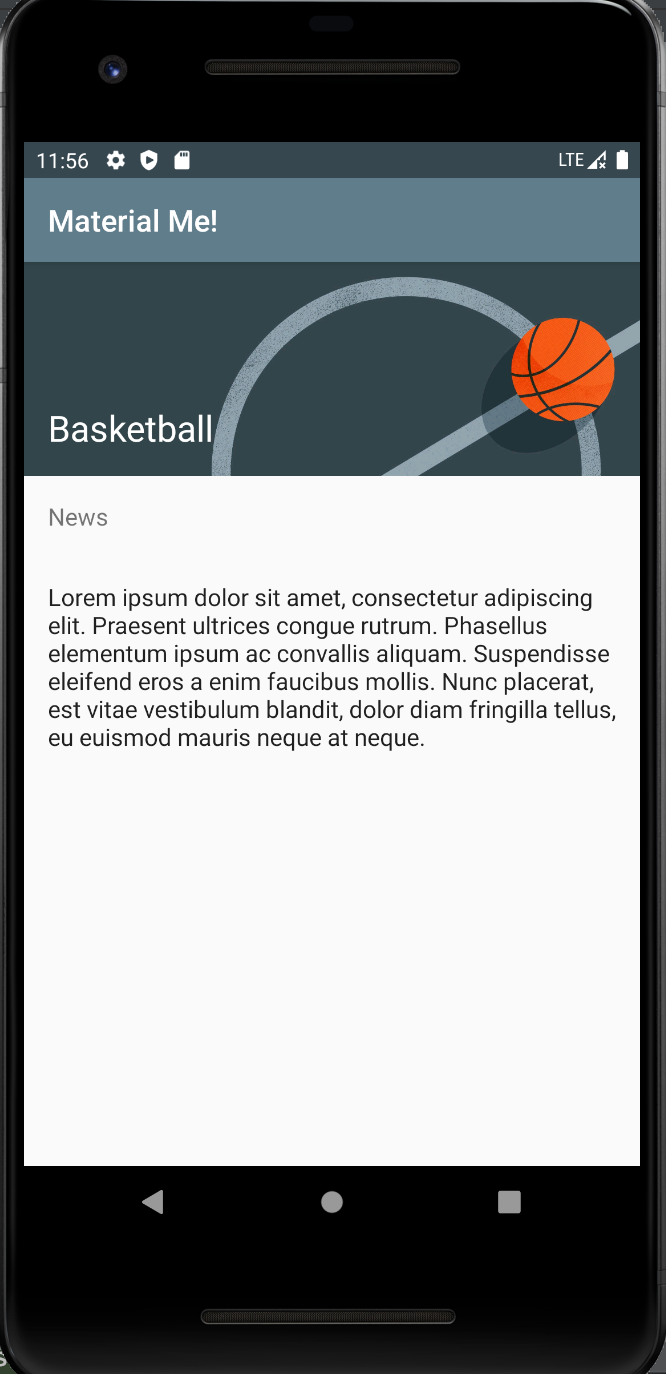 11:56
LTE
Material Me!
Basketball
News
Lorem ipsum dolor sit amet, consectetur adipiscing
elit. Praesent ultrices congue rutrum. Phasellus
elementum ipsum ac convallis aliquam. Suspendisse
eleifend eros a enim faucibus mollis. Nunc placerat,
est vitae vestibulum blandit, dolor diam fringilla tellus,
eu euismod mauris neque at neque.